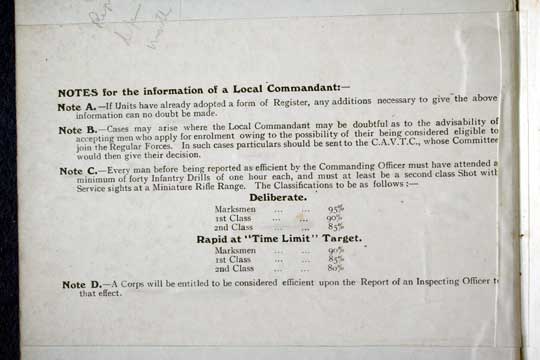 NOTES for the information of a Local Commandant:—
Note A.—If Units have already adopted a form of Register, any additions necessary to give the above
information can no doubt be made.
Note B.—Cases may arise where the Local Commandant may be doubtful as to the advisability of
accepting men who apply for enrolment owing to the possibility of their being considered eligible to
join the Regular Forces. In such cases particulars should be sent to the C.A.V.T.C., whose Committee
would then give their decision.
Note C.—Every man before being reported as efficient by the Commanding Officer must have attended a
minimum of forty Infantry Drills of one hour each, and must at least be a second class Shot with
Service sights at a Miniature Rifle Range. The Classifications to be as follows :—
Deliberate.
Marksmen ... ... 95%
1st Class ... ... 90%
2nd Class ... ... 85%
Rapid at "Time Limit" Target.
Marksmen ... ... 90%
1st Class ... ... 85%
2nd Class ... ... 80%
Note D.—A Corps will be entitled to be considered efficient upon the Report of an Inspecting Officer to
that effect.